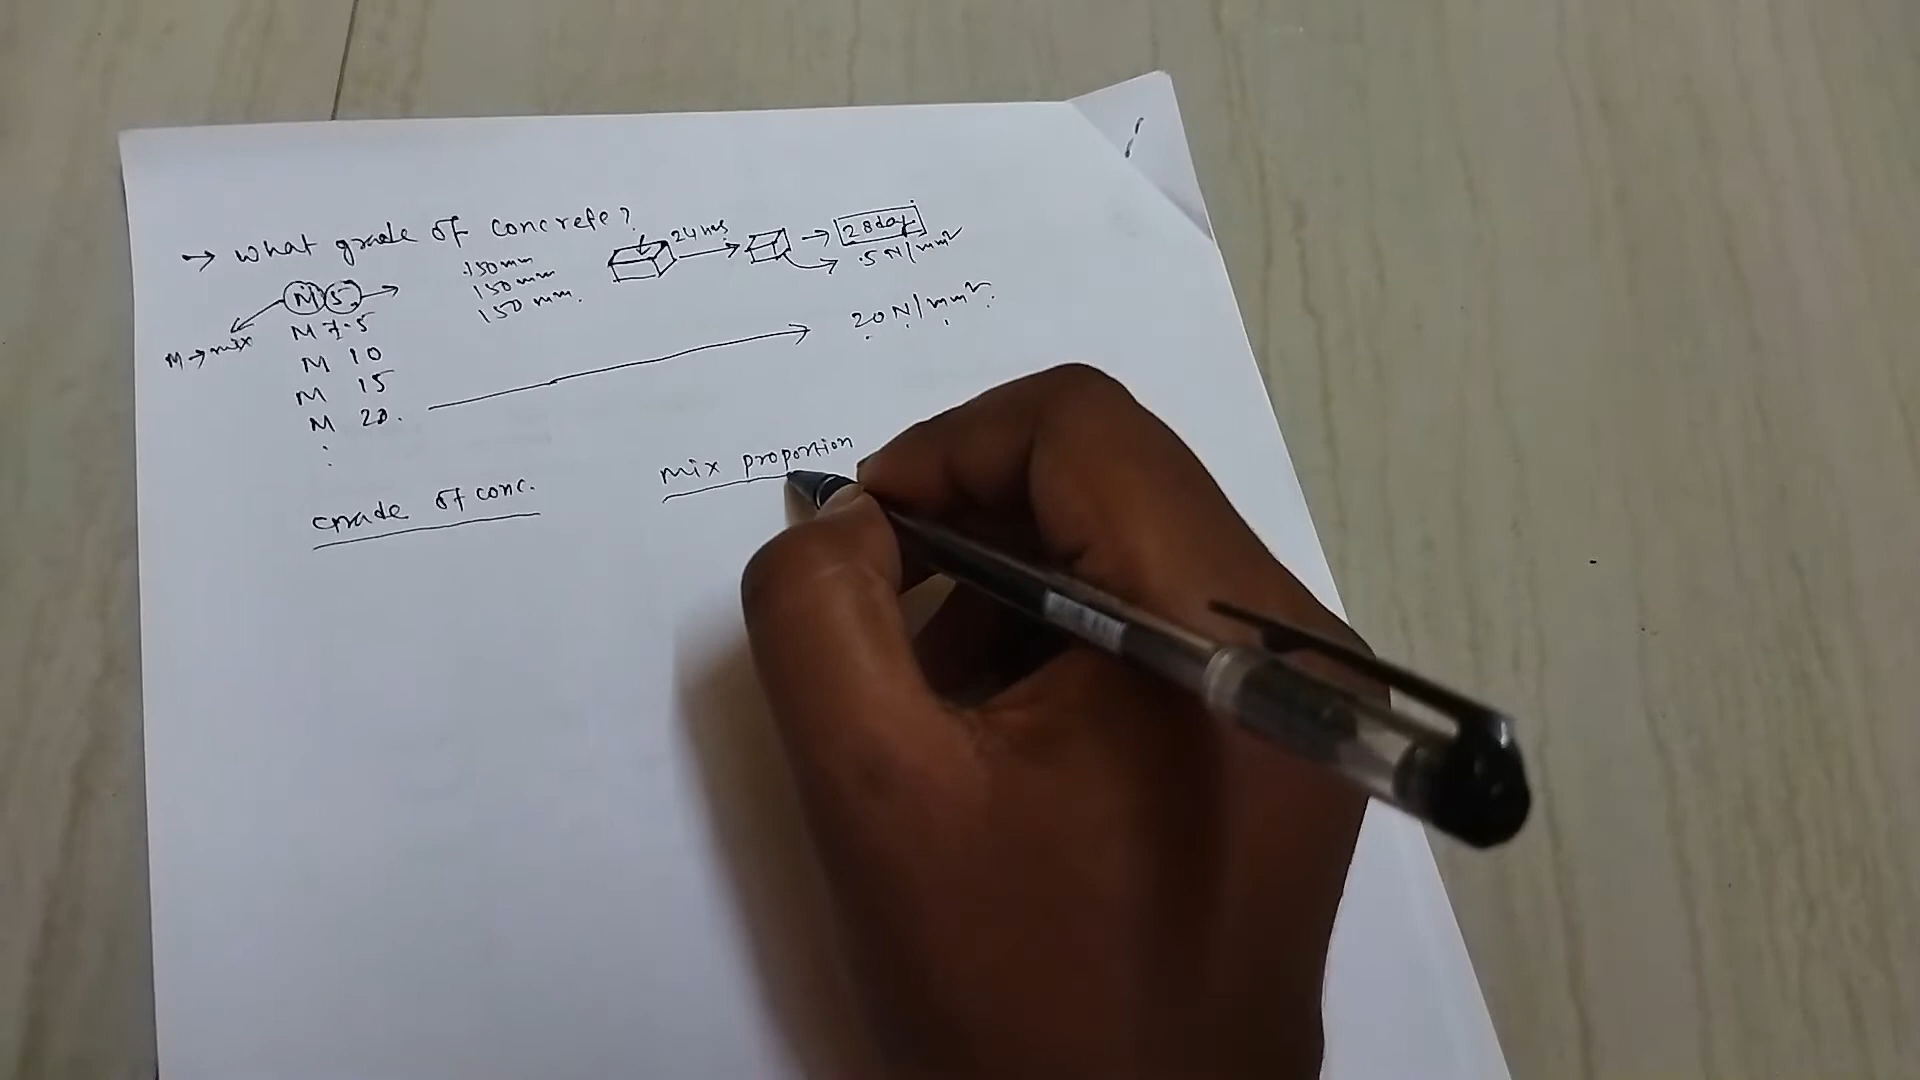 → what grade of concrete?
24 hrs → 28 days
.5 N/mm²
150 mm
150 mm
150 mm.
M 5 →
M → mix
M 7.5
M 10
M 15
M 20. → 20 N/mm².
:
Grade of conc.
mix proportion